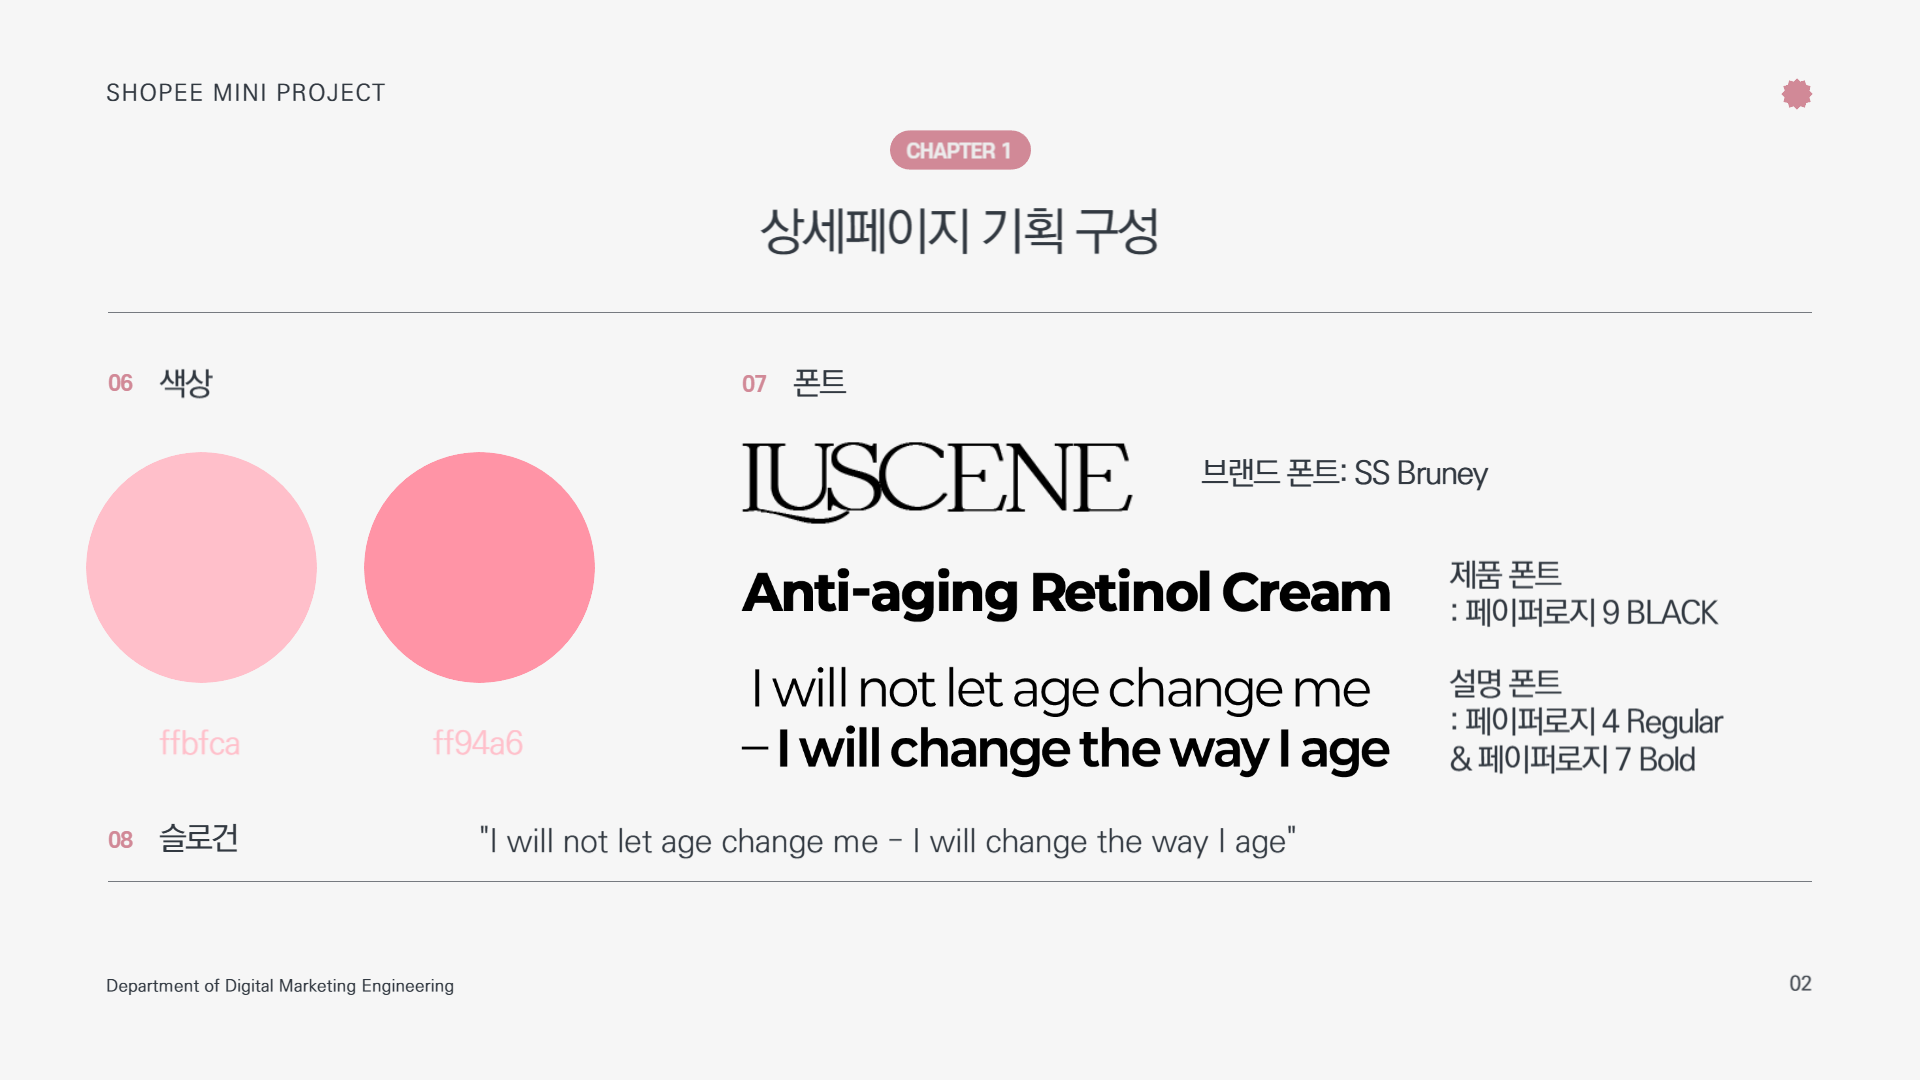 SHOPEE MINI PROJECT
CHAPTER 1
상세페이지 기획 구성
06 색상
ffbfca
ff94a6
07 폰트
LUSCENE
브랜드 폰트: SS Bruney
Anti-aging Retinol Cream
제품 폰트
: 페이퍼로지 9 BLACK
I will not let age change me
– I will change the way I age
설명 폰트
: 페이퍼로지 4 Regular
& 페이퍼로지 7 Bold
08 슬로건
"I will not let age change me – I will change the way I age"
Department of Digital Marketing Engineering
02